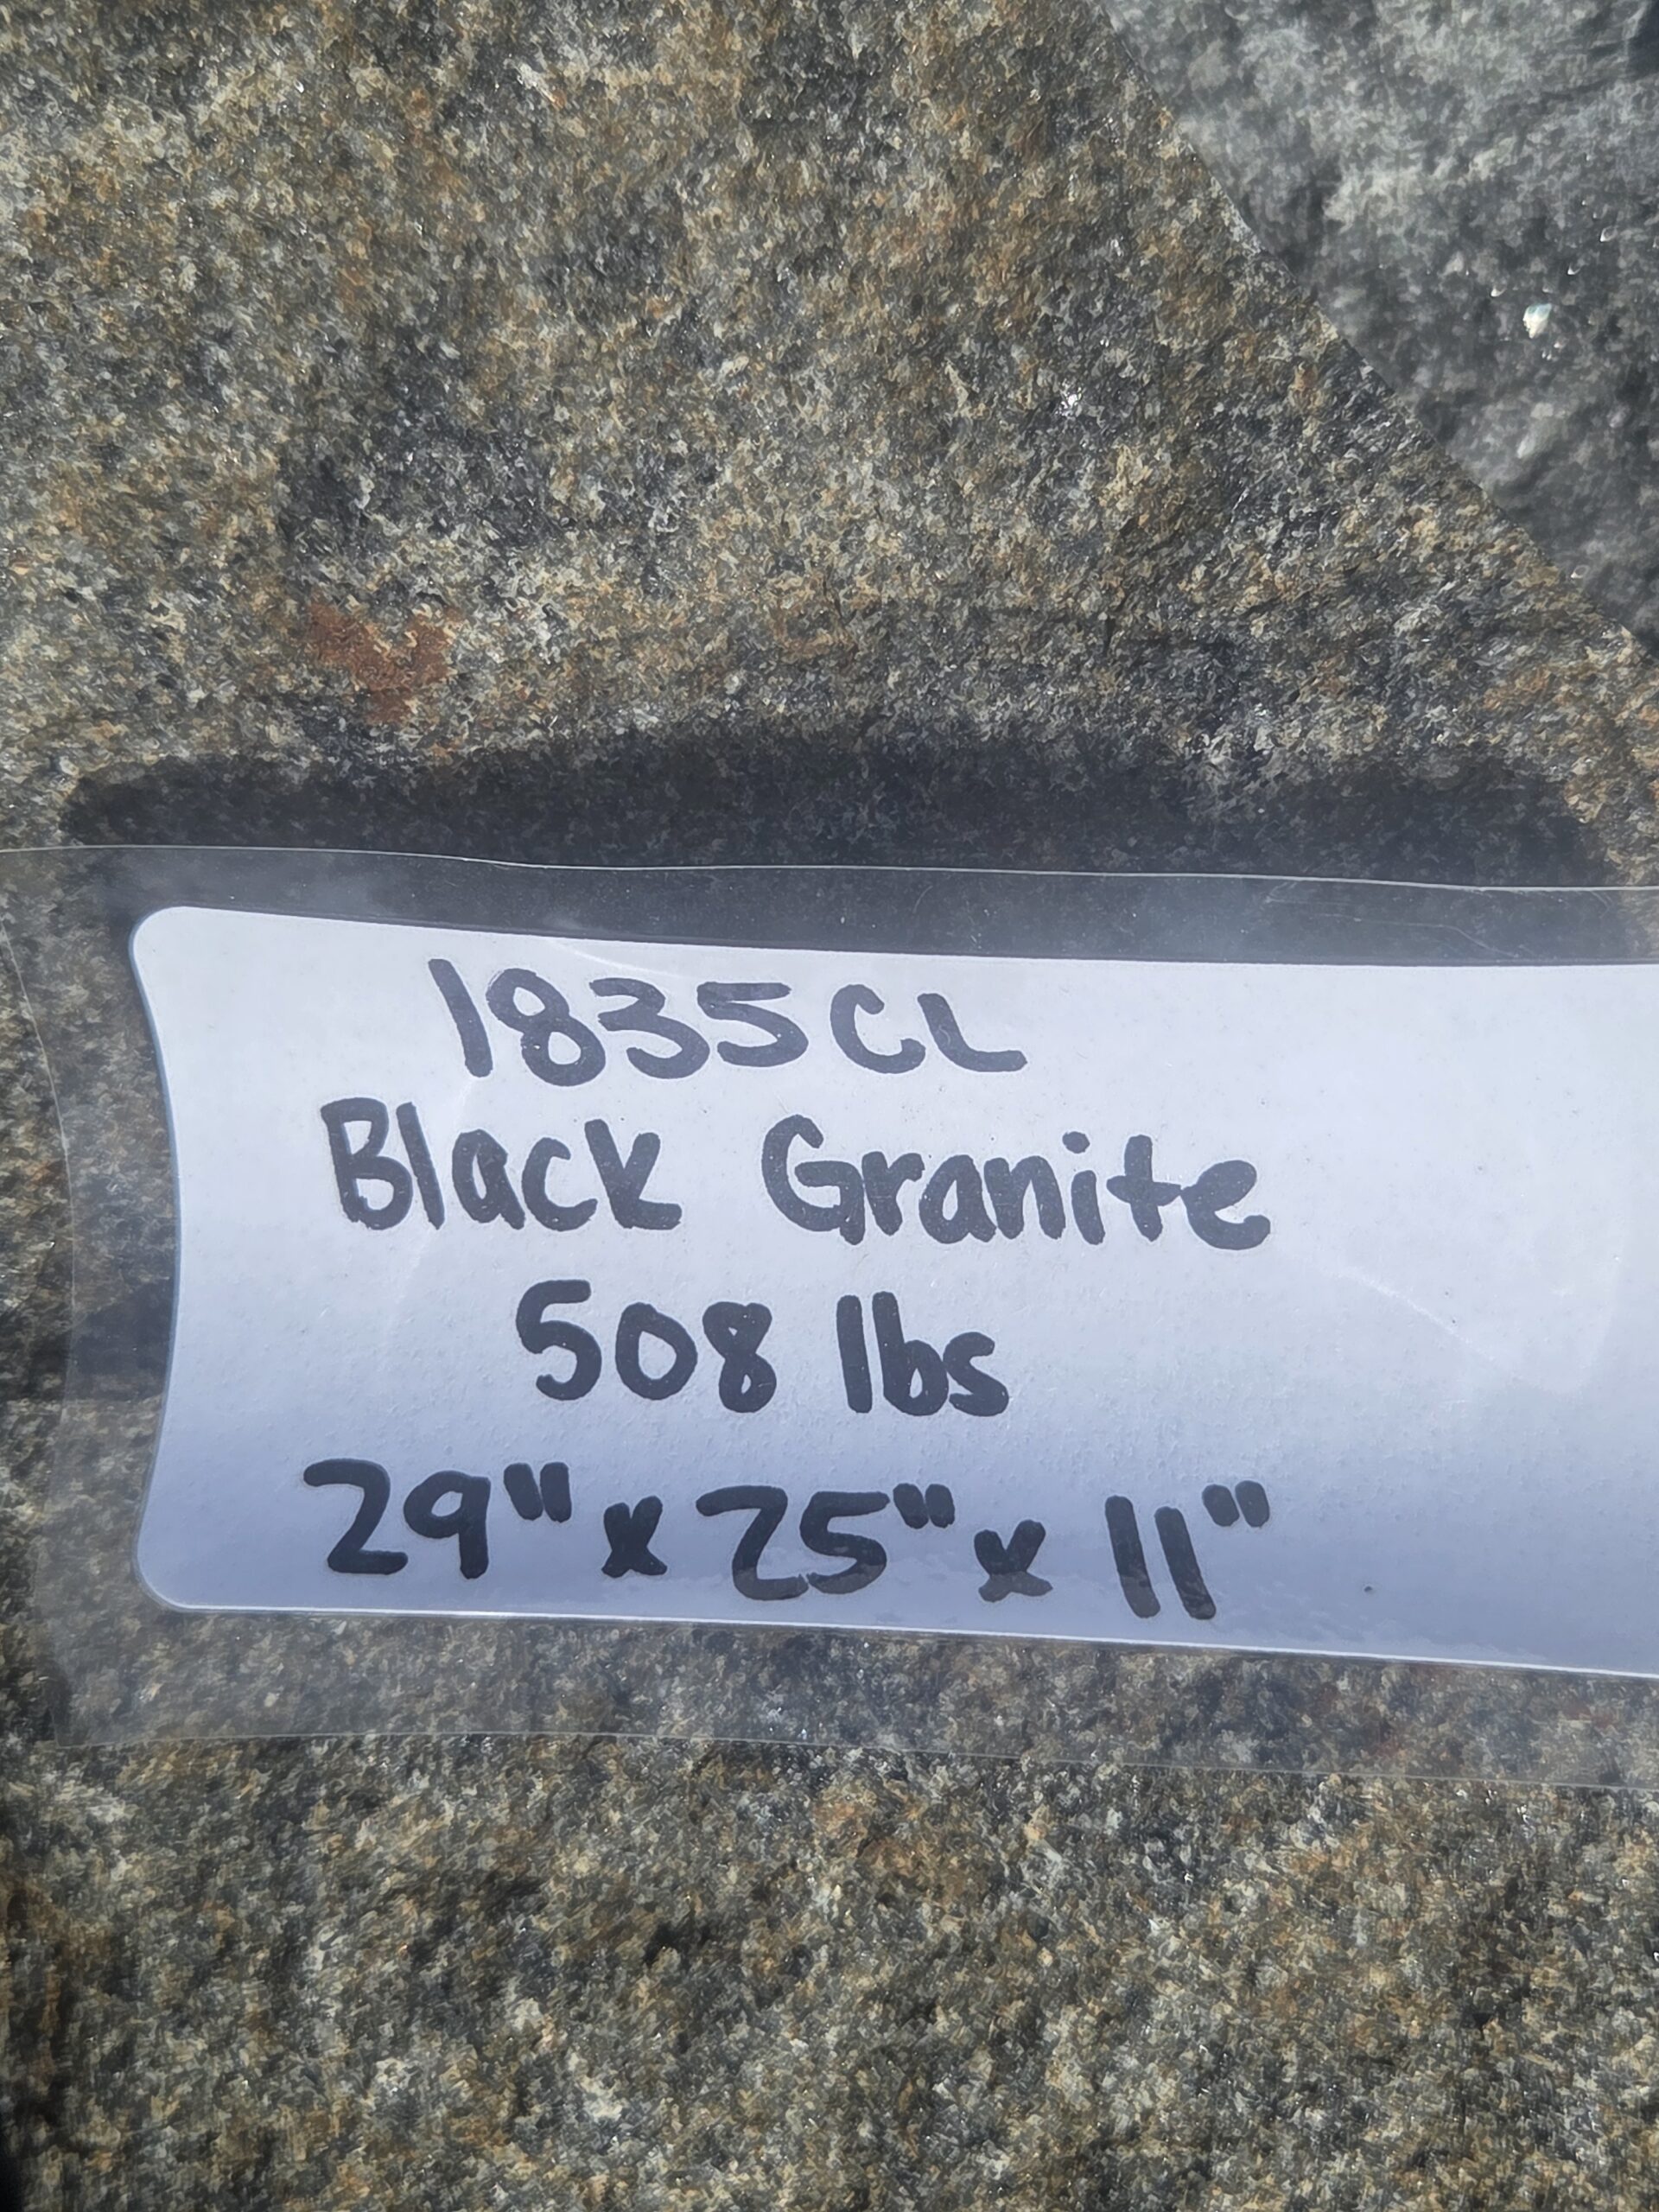 1835CL
Black Granite
508 lbs
29" x 25" x 11"